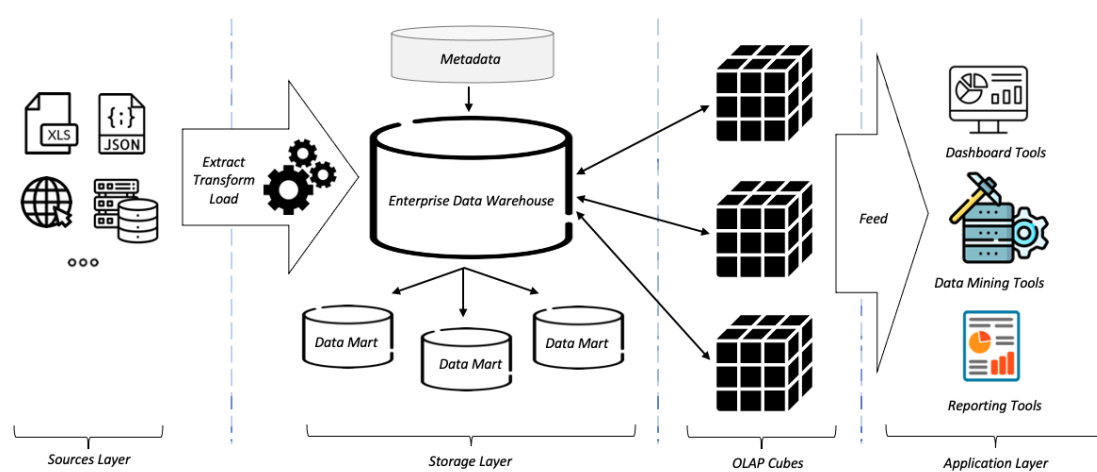 Metadata
XLS
{;}
JSON
Extract
Transform
Load
Enterprise Data Warehouse
Feed
Dashboard Tools
Data Mining Tools
Data Mart
Data Mart
Data Mart
Reporting Tools
Sources Layer
Storage Layer
OLAP Cubes
Application Layer